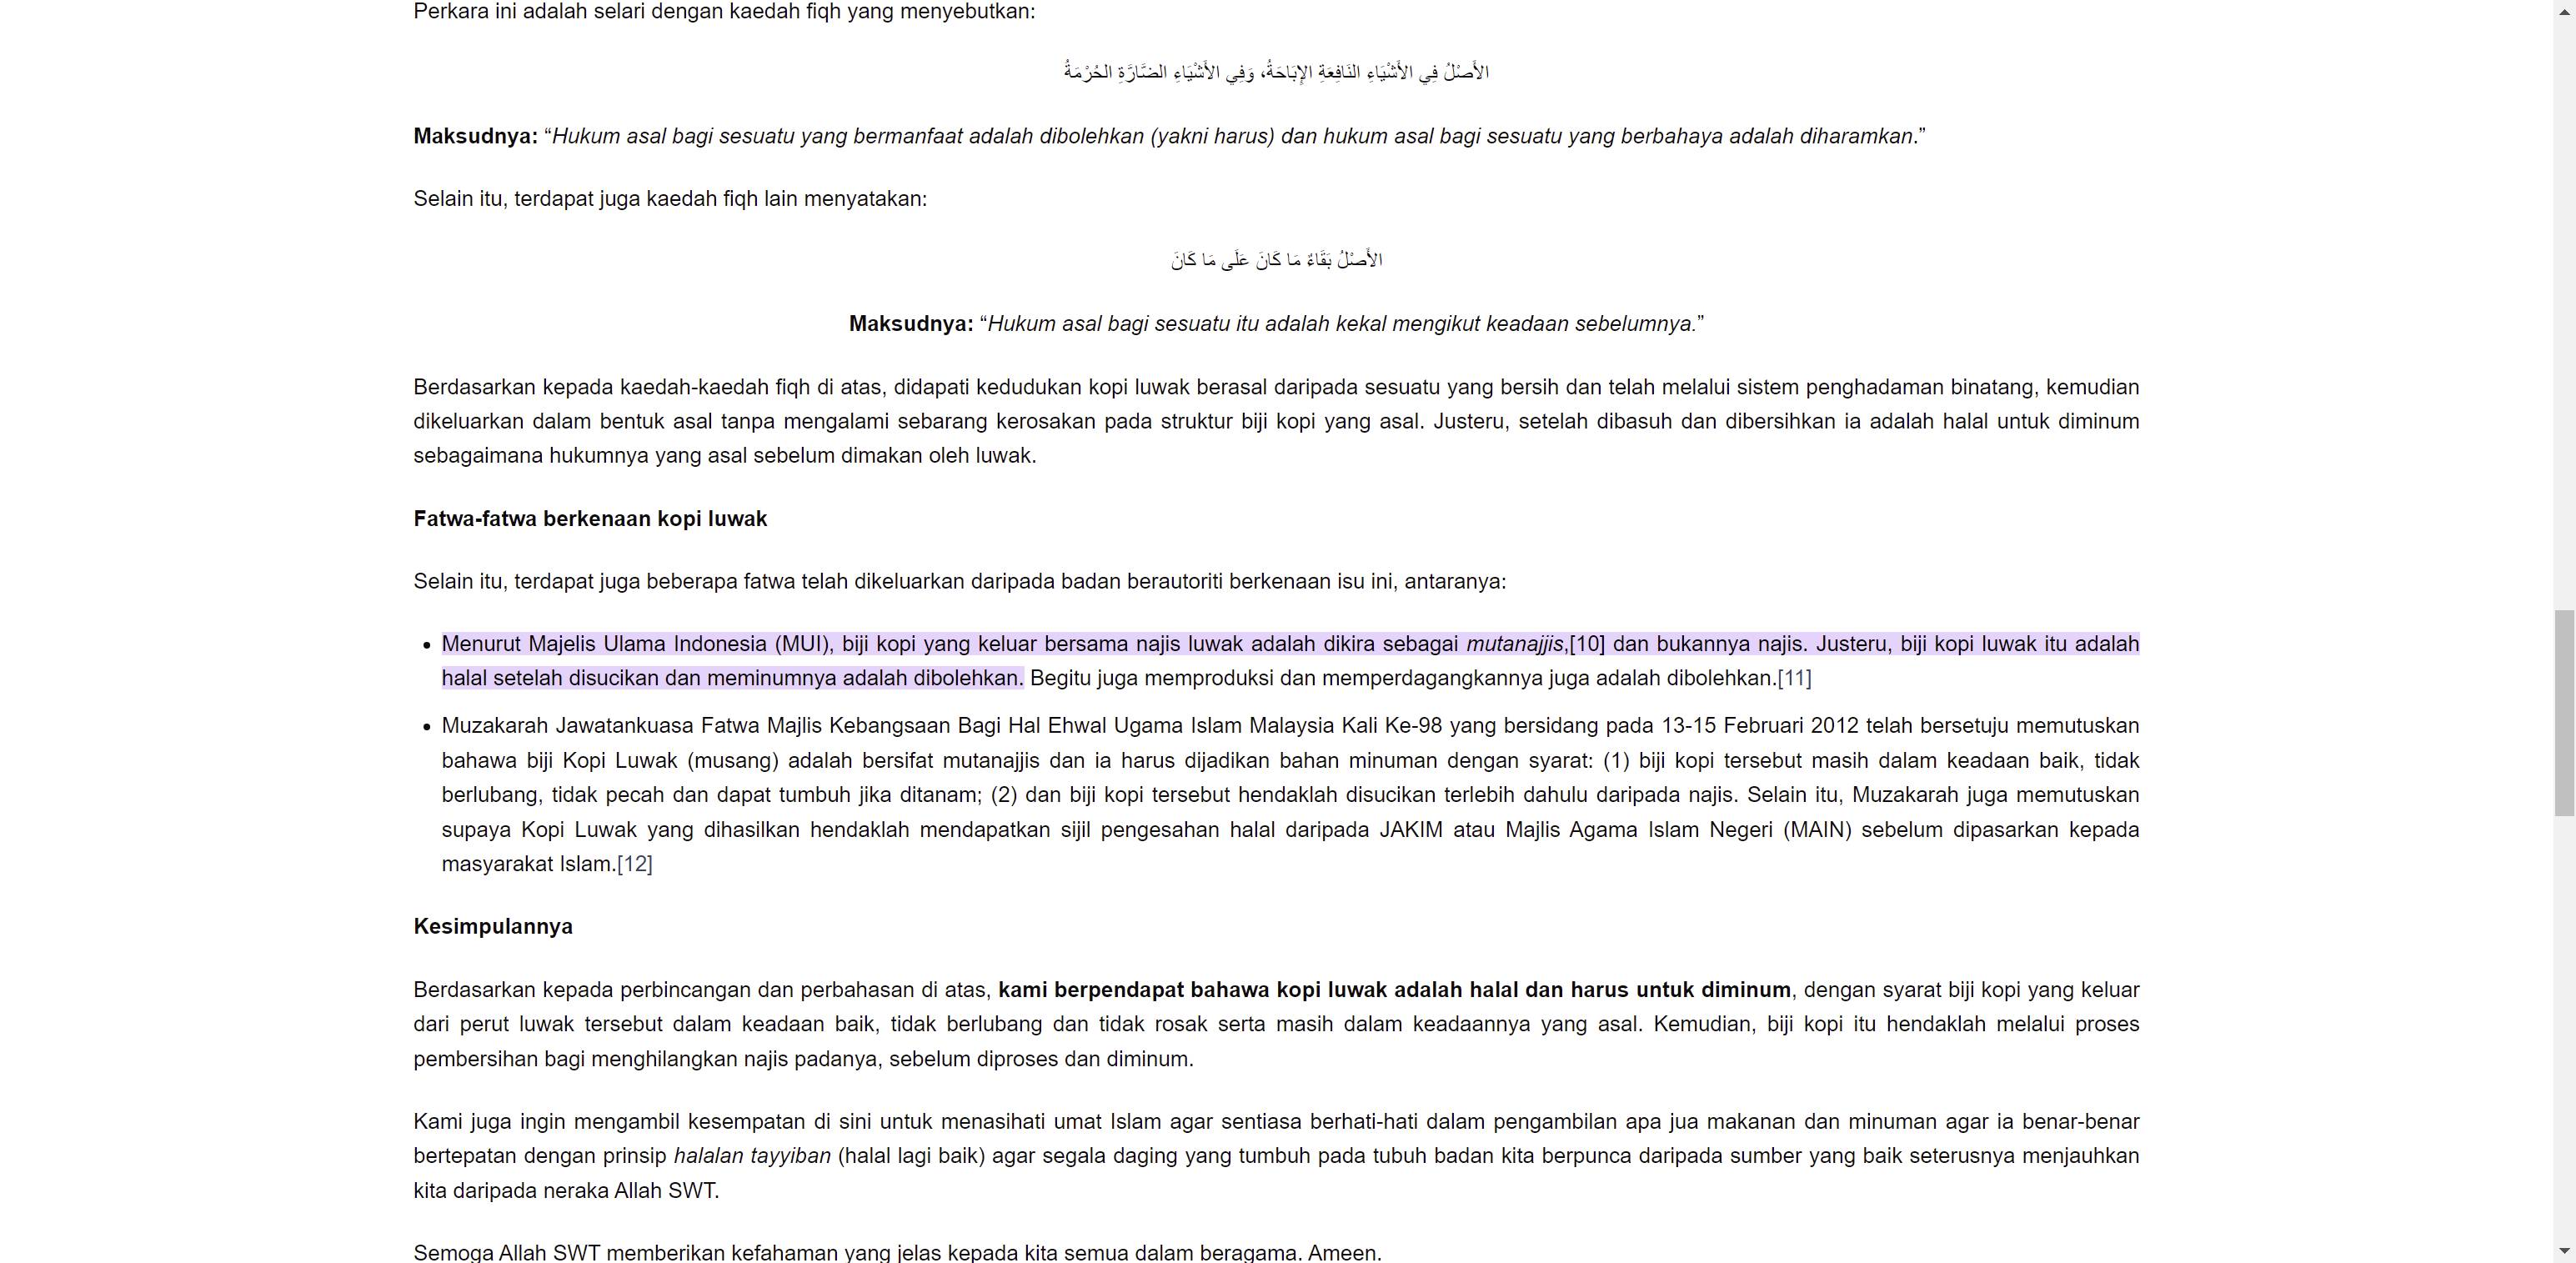 Perkara ini adalah selari dengan kaedah fiqh yang menyebutkan:
الأَصْلُ فِي الأَشْيَاءِ النَافِعَةِ الإِبَاحَةُ، وَفِي الأَشْيَاءِ الضَّارَّةِ الحُرْمَةُ
Maksudnya: “Hukum asal bagi sesuatu yang bermanfaat adalah dibolehkan (yakni harus) dan hukum asal bagi sesuatu yang berbahaya adalah diharamkan.”
Selain itu, terdapat juga kaedah fiqh lain menyatakan:
الأَصْلُ بَقَاءُ مَا كَانَ عَلَى مَا كَانَ
Maksudnya: “Hukum asal bagi sesuatu itu adalah kekal mengikut keadaan sebelumnya.”
Berdasarkan kepada kaedah-kaedah fiqh di atas, didapati kedudukan kopi luwak berasal daripada sesuatu yang bersih dan telah melalui sistem penghadaman binatang, kemudian
dikeluarkan dalam bentuk asal tanpa mengalami sebarang kerosakan pada struktur biji kopi yang asal. Justeru, setelah dibasuh dan dibersihkan ia adalah halal untuk diminum
sebagaimana hukumnya yang asal sebelum dimakan oleh luwak.
Fatwa-fatwa berkenaan kopi luwak
Selain itu, terdapat juga beberapa fatwa telah dikeluarkan daripada badan berautoriti berkenaan isu ini, antaranya:
• Menurut Majelis Ulama Indonesia (MUI), biji kopi yang keluar bersama najis luwak adalah dikira sebagai mutanajjis,[10] dan bukannya najis. Justeru, biji kopi luwak itu adalah
halal setelah disucikan dan meminumnya adalah dibolehkan. Begitu juga memproduksi dan memperdagangkannya juga adalah dibolehkan.[11]
• Muzakarah Jawatankuasa Fatwa Majlis Kebangsaan Bagi Hal Ehwal Ugama Islam Malaysia Kali Ke-98 yang bersidang pada 13-15 Februari 2012 telah bersetuju memutuskan
bahawa biji Kopi Luwak (musang) adalah bersifat mutanajjis dan ia harus dijadikan bahan minuman dengan syarat: (1) biji kopi tersebut masih dalam keadaan baik, tidak
berlubang, tidak pecah dan dapat tumbuh jika ditanam; (2) dan biji kopi tersebut hendaklah disucikan terlebih dahulu daripada najis. Selain itu, Muzakarah juga memutuskan
supaya Kopi Luwak yang dihasilkan hendaklah mendapatkan sijil pengesahan halal daripada JAKIM atau Majlis Agama Islam Negeri (MAIN) sebelum dipasarkan kepada
masyarakat Islam.[12]
Kesimpulannya
Berdasarkan kepada perbincangan dan perbahasan di atas, kami berpendapat bahawa kopi luwak adalah halal dan harus untuk diminum, dengan syarat biji kopi yang keluar
dari perut luwak tersebut dalam keadaan baik, tidak berlubang dan tidak rosak serta masih dalam keadaannya yang asal. Kemudian, biji kopi itu hendaklah melalui proses
pembersihan bagi menghilangkan najis padanya, sebelum diproses dan diminum.
Kami juga ingin mengambil kesempatan di sini untuk menasihati umat Islam agar sentiasa berhati-hati dalam pengambilan apa jua makanan dan minuman agar ia benar-benar
bertepatan dengan prinsip halalan tayyiban (halal lagi baik) agar segala daging yang tumbuh pada tubuh badan kita berpunca daripada sumber yang baik seterusnya menjauhkan
kita daripada neraka Allah SWT.
Semoga Allah SWT memberikan kefahaman yang jelas kepada kita semua dalam beragama. Ameen.